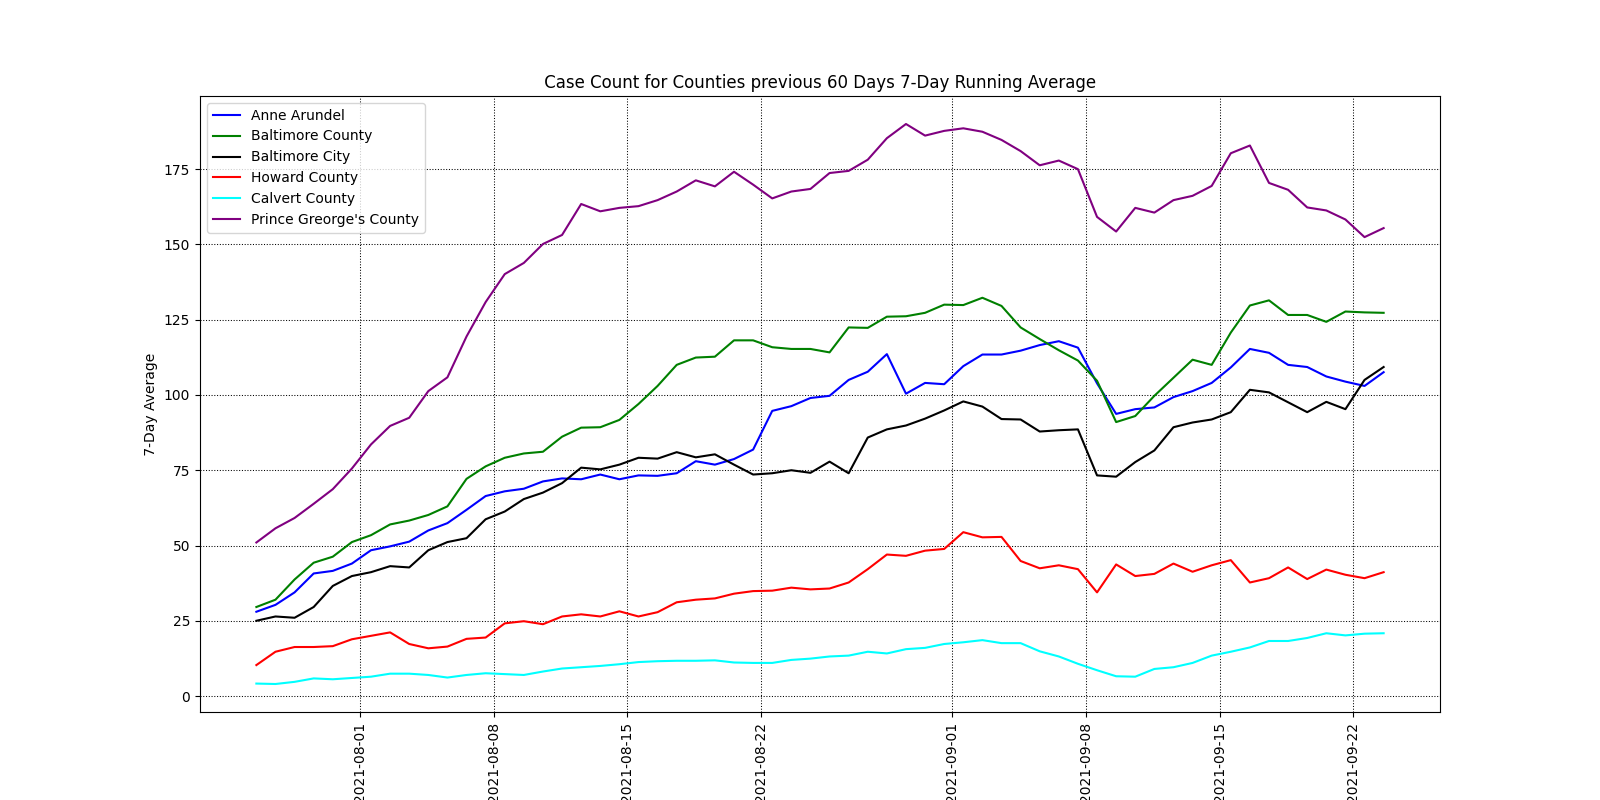 Case Count for Counties previous 60 Days 7-Day Running Average
Anne Arundel
Baltimore County
Baltimore City
Howard County
Calvert County
Prince Greorge's County
7-Day Average
175
150
125
100
75
50
25
0
2021-08-01
2021-08-08
2021-08-15
2021-08-22
2021-09-01
2021-09-08
2021-09-15
2021-09-22